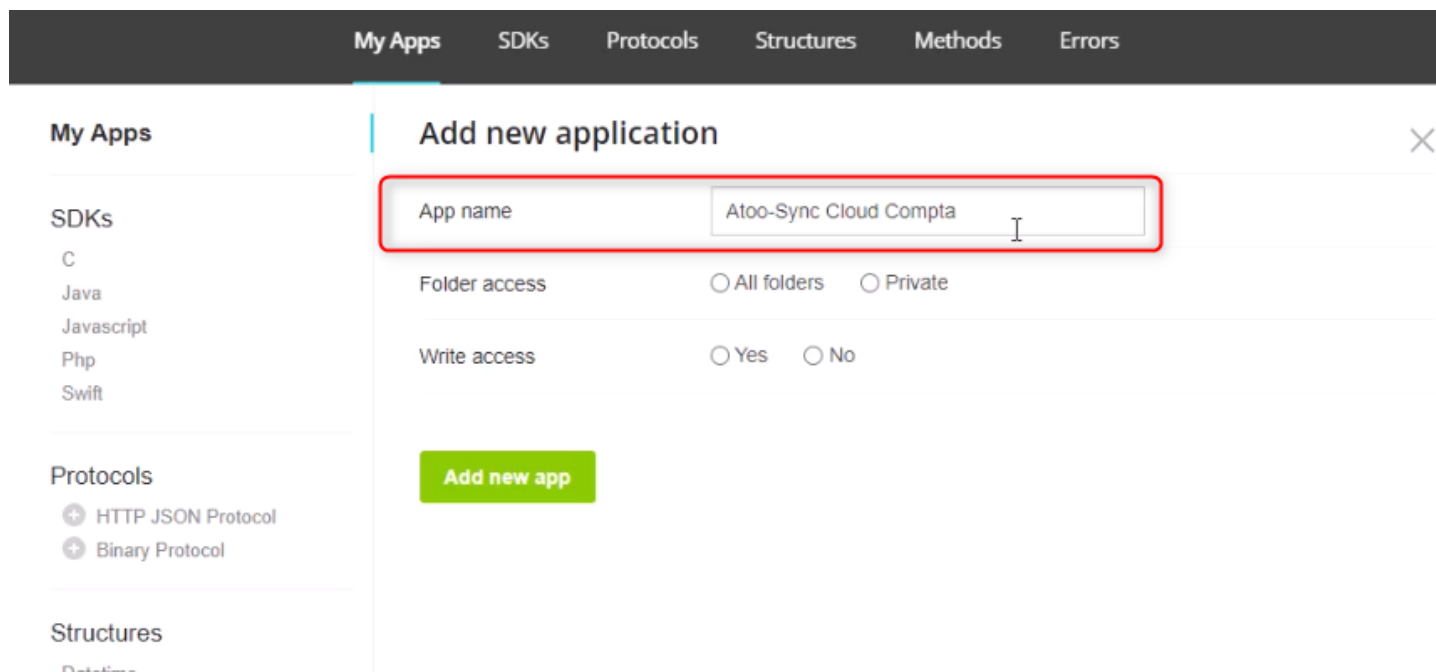 My Apps SDKs Protocols Structures Methods Errors
My Apps
SDKs
C
Java
Javascript
Php
Swift
Protocols
HTTP JSON Protocol
Binary Protocol
Structures
Add new application
App name Atoo-Sync Cloud Compta
Folder access All folders Private
Write access Yes No
Add new app